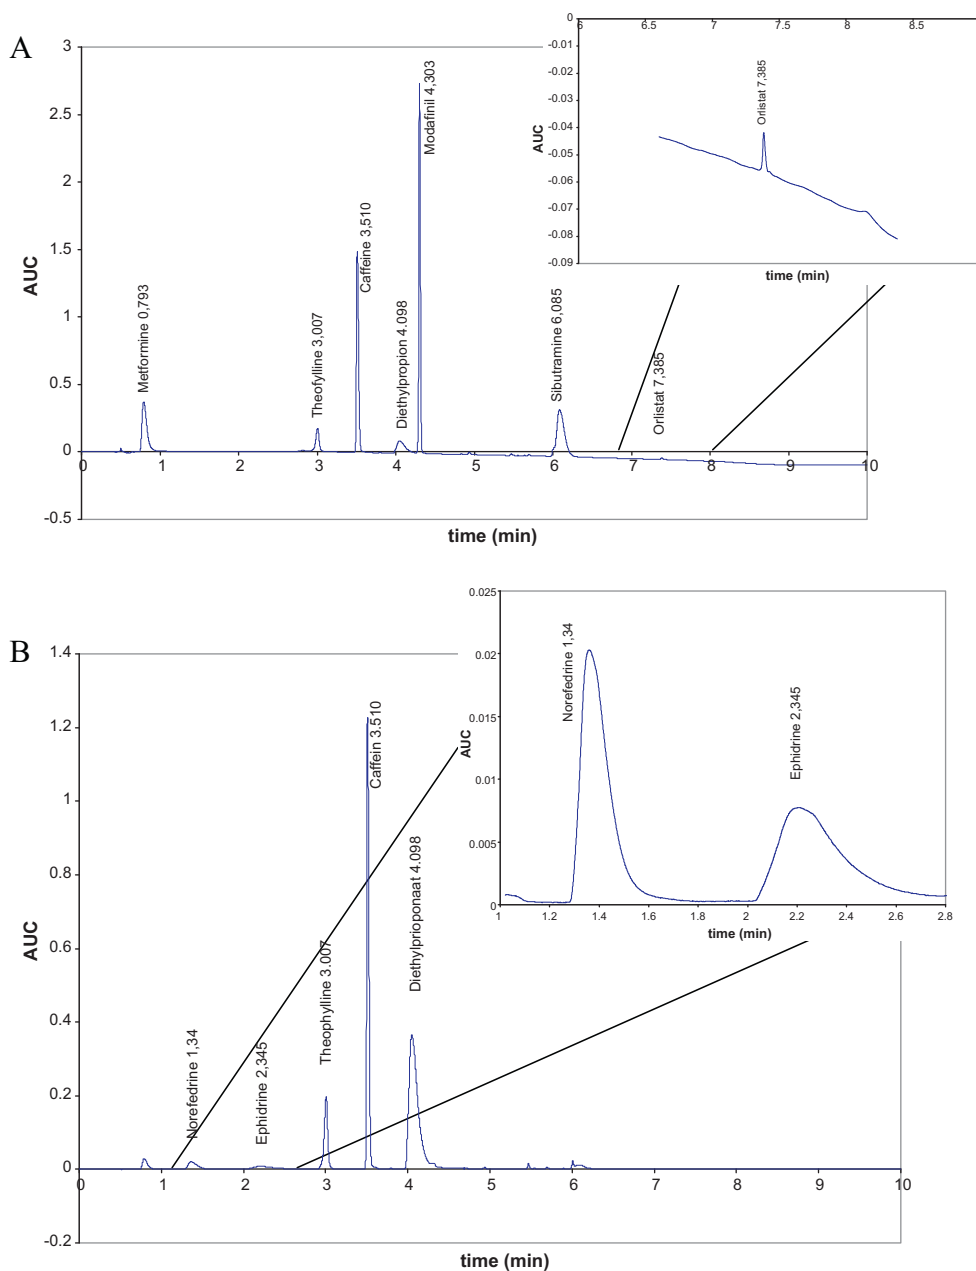 A
3
2.5
2
1.5
1
0.5
0
-0.5
AUC
0 1 2 3 4 5 6 7 8 9 10
time (min)
Metformine 0,793
Theofylline 3,007
Caffeine 3,510
Diethylpropion 4.098
Modafinil 4,303
Sibutramine 6,085
Orlistat 7,385
0
-0.01
-0.02
-0.03
-0.04
-0.05
-0.06
-0.07
-0.08
-0.09
AUC
6 6.5 7 7.5 8 8.5
Orlistat 7,385
time (min)
B
1.4
1.2
1
0.8
0.6
0.4
0.2
0
-0.2
AUC
0 1 2 3 4 5 6 7 8 9 10
time (min)
Norefedrine 1,34
Ephidrine 2,345
Theophylline 3.007
Caffein 3.510
Diethylprioponaat 4.098
0.025
0.02
0.015
0.01
0.005
0
AUC
1 1.2 1.4 1.6 1.8 2 2.2 2.4 2.6 2.8
Norefedrine 1,34
Ephidrine 2,345
time (min)